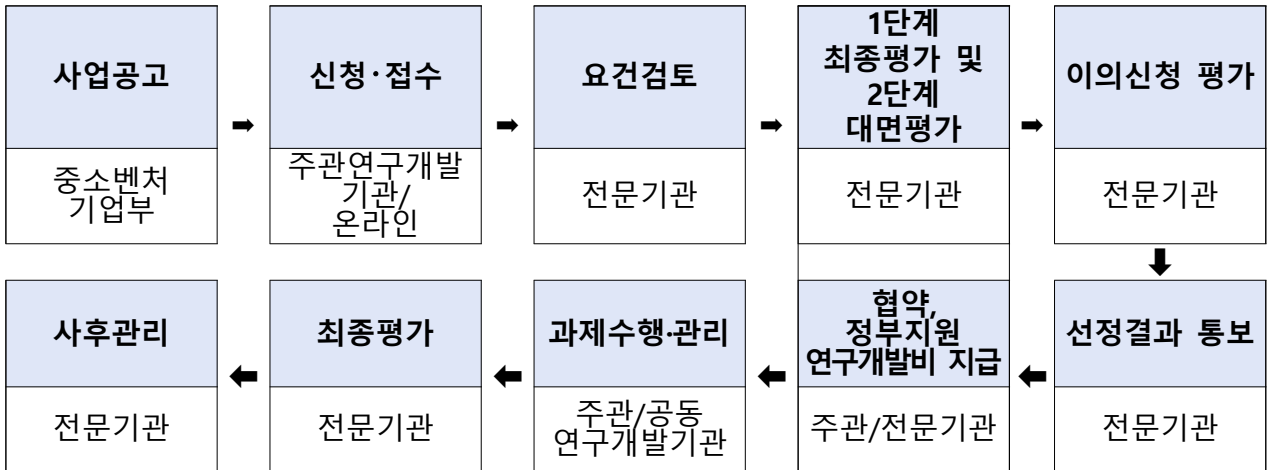 사업공고
중소벤처
기업부
신청·접수
주관연구개발
기관/
온라인
요건검토
전문기관
1단계
최종평가 및
2단계
대면평가
전문기관
이의신청 평가
전문기관
선정결과 통보
전문기관
협약,
정부지원
연구개발비 지급
주관/전문기관
과제수행·관리
주관/공동
연구개발기관
최종평가
전문기관
사후관리
전문기관